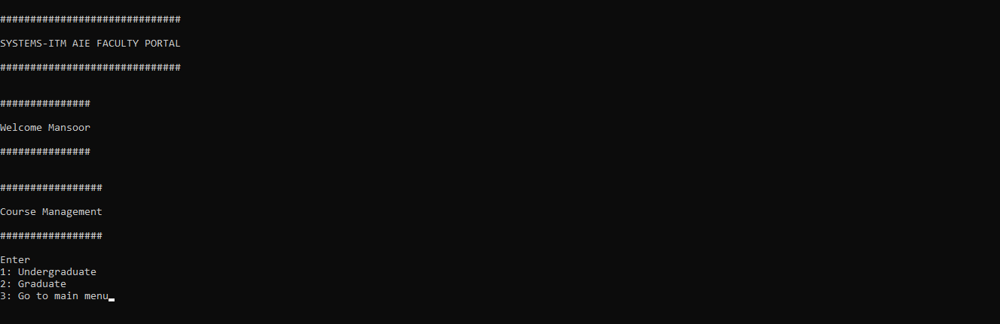 ##############################
SYSTEMS-ITM AIE FACULTY PORTAL
##############################
###############
Welcome Mansoor
###############
#################
Course Management
#################
Enter
1: Undergraduate
2: Graduate
3: Go to main menu